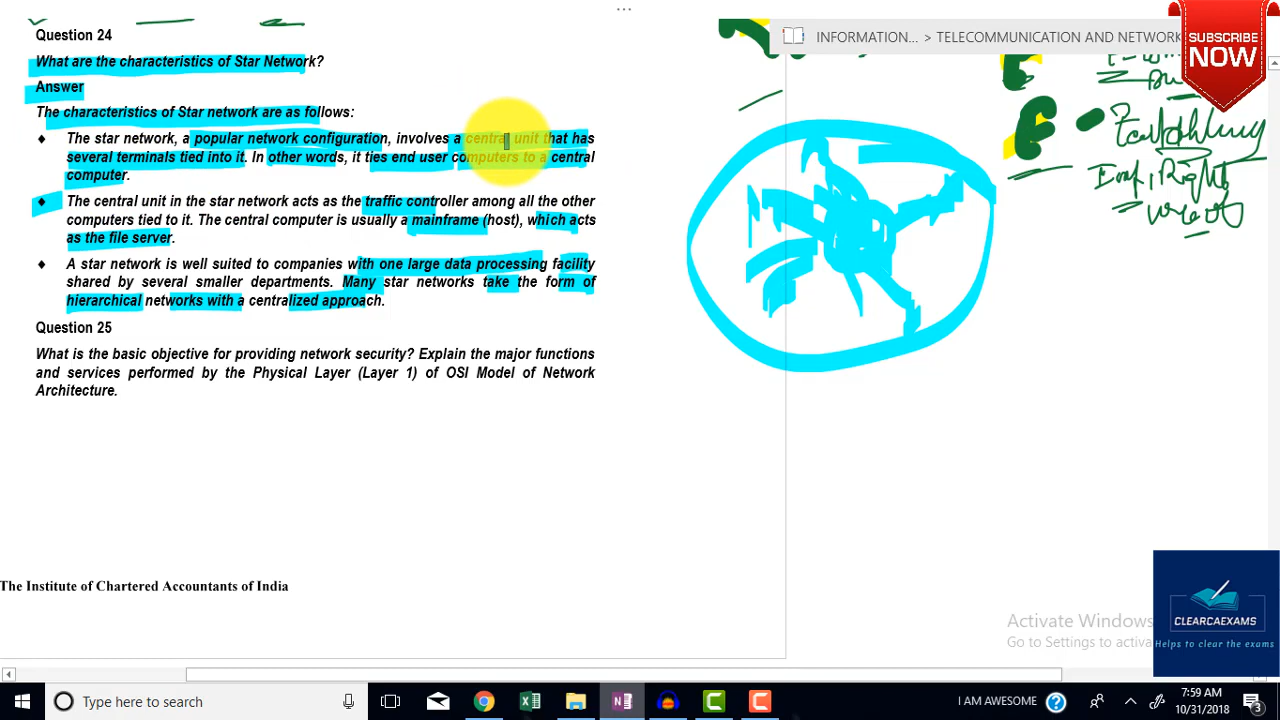 Question 24
What are the characteristics of Star Network?
Answer
The characteristics of Star network are as follows:
♦ The star network, a popular network configuration, involves a central unit that has
several terminals tied into it. In other words, it ties end user computers to a central
computer.
♦ The central unit in the star network acts as the traffic controller among all the other
computers tied to it. The central computer is usually a mainframe (host), which acts
as the file server.
♦ A star network is well suited to companies with one large data processing facility
shared by several smaller departments. Many star networks take the form of
hierarchical networks with a centralized approach.
Question 25
What is the basic objective for providing network security? Explain the major functions
and services performed by the Physical Layer (Layer 1) of OSI Model of Network
Architecture.
The Institute of Chartered Accountants of India
INFORMATION... > TELECOMMUNICATION AND NETWORK
SUBSCRIBE
NOW
Activate Windows
Go to Settings to activa
CLEARCAEXAMS
Helps to clear the exams
Type here to search
I AM AWESOME
7:59 AM
10/31/2018
3